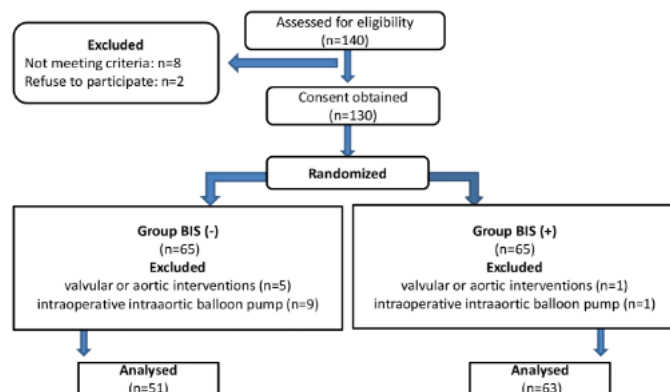 Assessed for eligibility
(n=140)
Excluded
Not meeting criteria: n=8
Refuse to participate: n=2
Consent obtained
(n=130)
Randomized
Group BIS (-)
(n=65)
Excluded
valvular or aortic interventions (n=5)
intraoperative intraaortic balloon pump (n=9)
Group BIS (+)
(n=65)
Excluded
valvular or aortic interventions (n=1)
intraoperative intraaortic balloon pump (n=1)
Analysed
(n=51)
Analysed
(n=63)